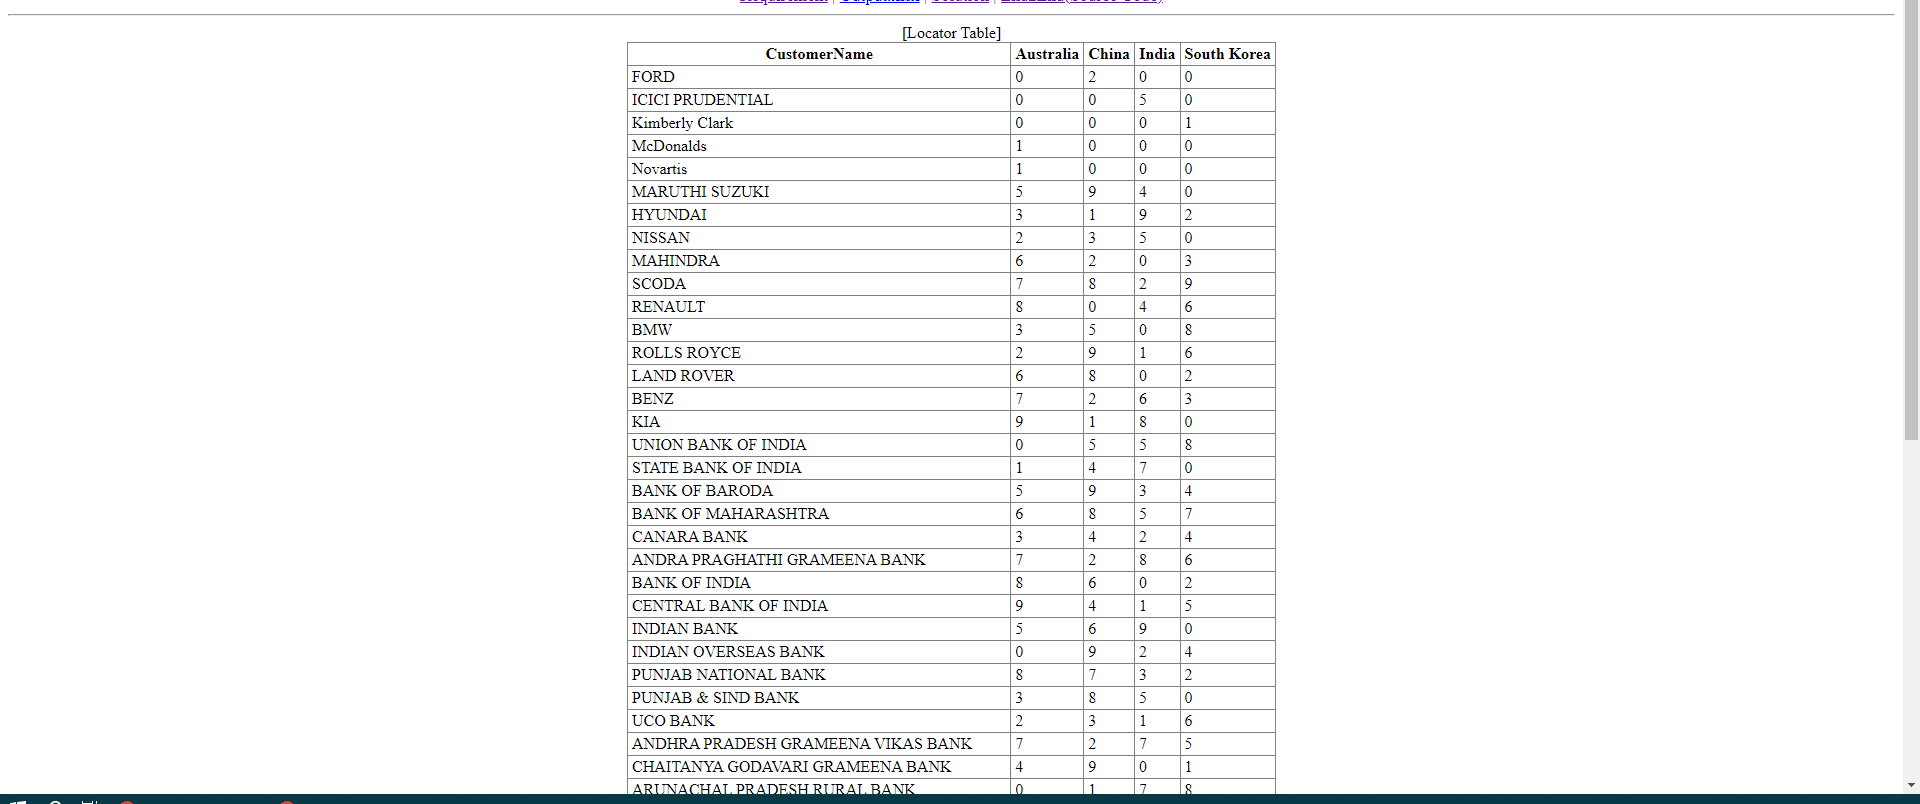 Requirement | Output.html | Solution | End2End(Source Code)
[Locator Table]
CustomerName Australia China India South Korea
FORD 0 2 0 0
ICICI PRUDENTIAL 0 0 5 0
Kimberly Clark 0 0 0 1
McDonalds 1 0 0 0
Novartis 1 0 0 0
MARUTHI SUZUKI 5 9 4 0
HYUNDAI 3 1 9 2
NISSAN 2 3 5 0
MAHINDRA 6 2 0 3
SCODA 7 8 2 9
RENAULT 8 0 4 6
BMW 3 5 0 8
ROLLS ROYCE 2 9 1 6
LAND ROVER 6 8 0 2
BENZ 7 2 6 3
KIA 9 1 8 0
UNION BANK OF INDIA 0 5 5 8
STATE BANK OF INDIA 1 4 7 0
BANK OF BARODA 5 9 3 4
BANK OF MAHARASHTRA 6 8 5 7
CANARA BANK 3 4 2 4
ANDRA PRAGHATHI GRAMEENA BANK 7 2 8 6
BANK OF INDIA 8 6 0 2
CENTRAL BANK OF INDIA 9 4 1 5
INDIAN BANK 5 6 9 0
INDIAN OVERSEAS BANK 0 9 2 4
PUNJAB NATIONAL BANK 8 7 3 2
PUNJAB & SIND BANK 3 8 5 0
UCO BANK 2 3 1 6
ANDHRA PRADESH GRAMEENA VIKAS BANK 7 2 7 5
CHAITANYA GODAVARI GRAMEENA BANK 4 9 0 1
ARUNACHAL PRADESH RURAL BANK 0 1 7 8